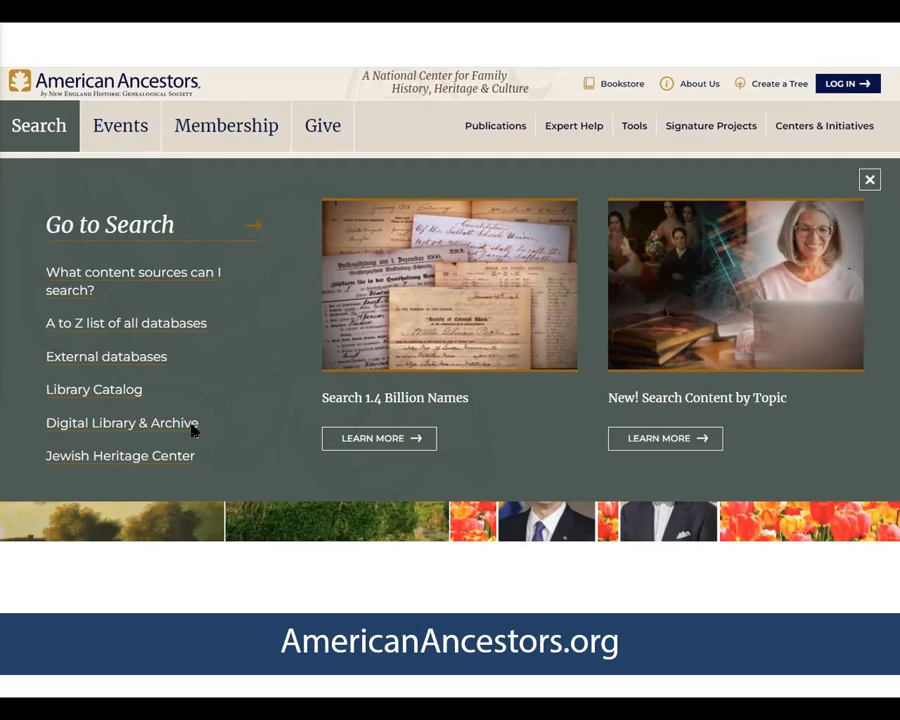 American Ancestors
by NEW ENGLAND HISTORIC GENEALOGICAL SOCIETY
A National Center for Family
History, Heritage & Culture
Bookstore
About Us
Create a Tree
LOG IN
Search
Events
Membership
Give
Publications
Expert Help
Tools
Signature Projects
Centers & Initiatives
Go to Search
What content sources can I
search?
A to Z list of all databases
External databases
Library Catalog
Digital Library & Archive
Jewish Heritage Center
Search 1.4 Billion Names
LEARN MORE
New! Search Content by Topic
LEARN MORE
AmericanAncestors.org